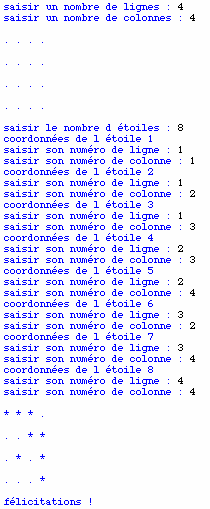 saisir un nombre de lignes : 4
saisir un nombre de colonnes : 4
. . . .
. . . .
. . . .
. . . .
saisir le nombre d étoiles : 8
coordonnées de l étoile 1
saisir son numéro de ligne : 1
saisir son numéro de colonne : 1
coordonnées de l étoile 2
saisir son numéro de ligne : 1
saisir son numéro de colonne : 2
coordonnées de l étoile 3
saisir son numéro de ligne : 1
saisir son numéro de colonne : 3
coordonnées de l étoile 4
saisir son numéro de ligne : 2
saisir son numéro de colonne : 3
coordonnées de l étoile 5
saisir son numéro de ligne : 2
saisir son numéro de colonne : 4
coordonnées de l étoile 6
saisir son numéro de ligne : 3
saisir son numéro de colonne : 2
coordonnées de l étoile 7
saisir son numéro de ligne : 3
saisir son numéro de colonne : 4
coordonnées de l étoile 8
saisir son numéro de ligne : 4
saisir son numéro de colonne : 4
* * * .
. . * *
. * . *
. . . *
félicitations !